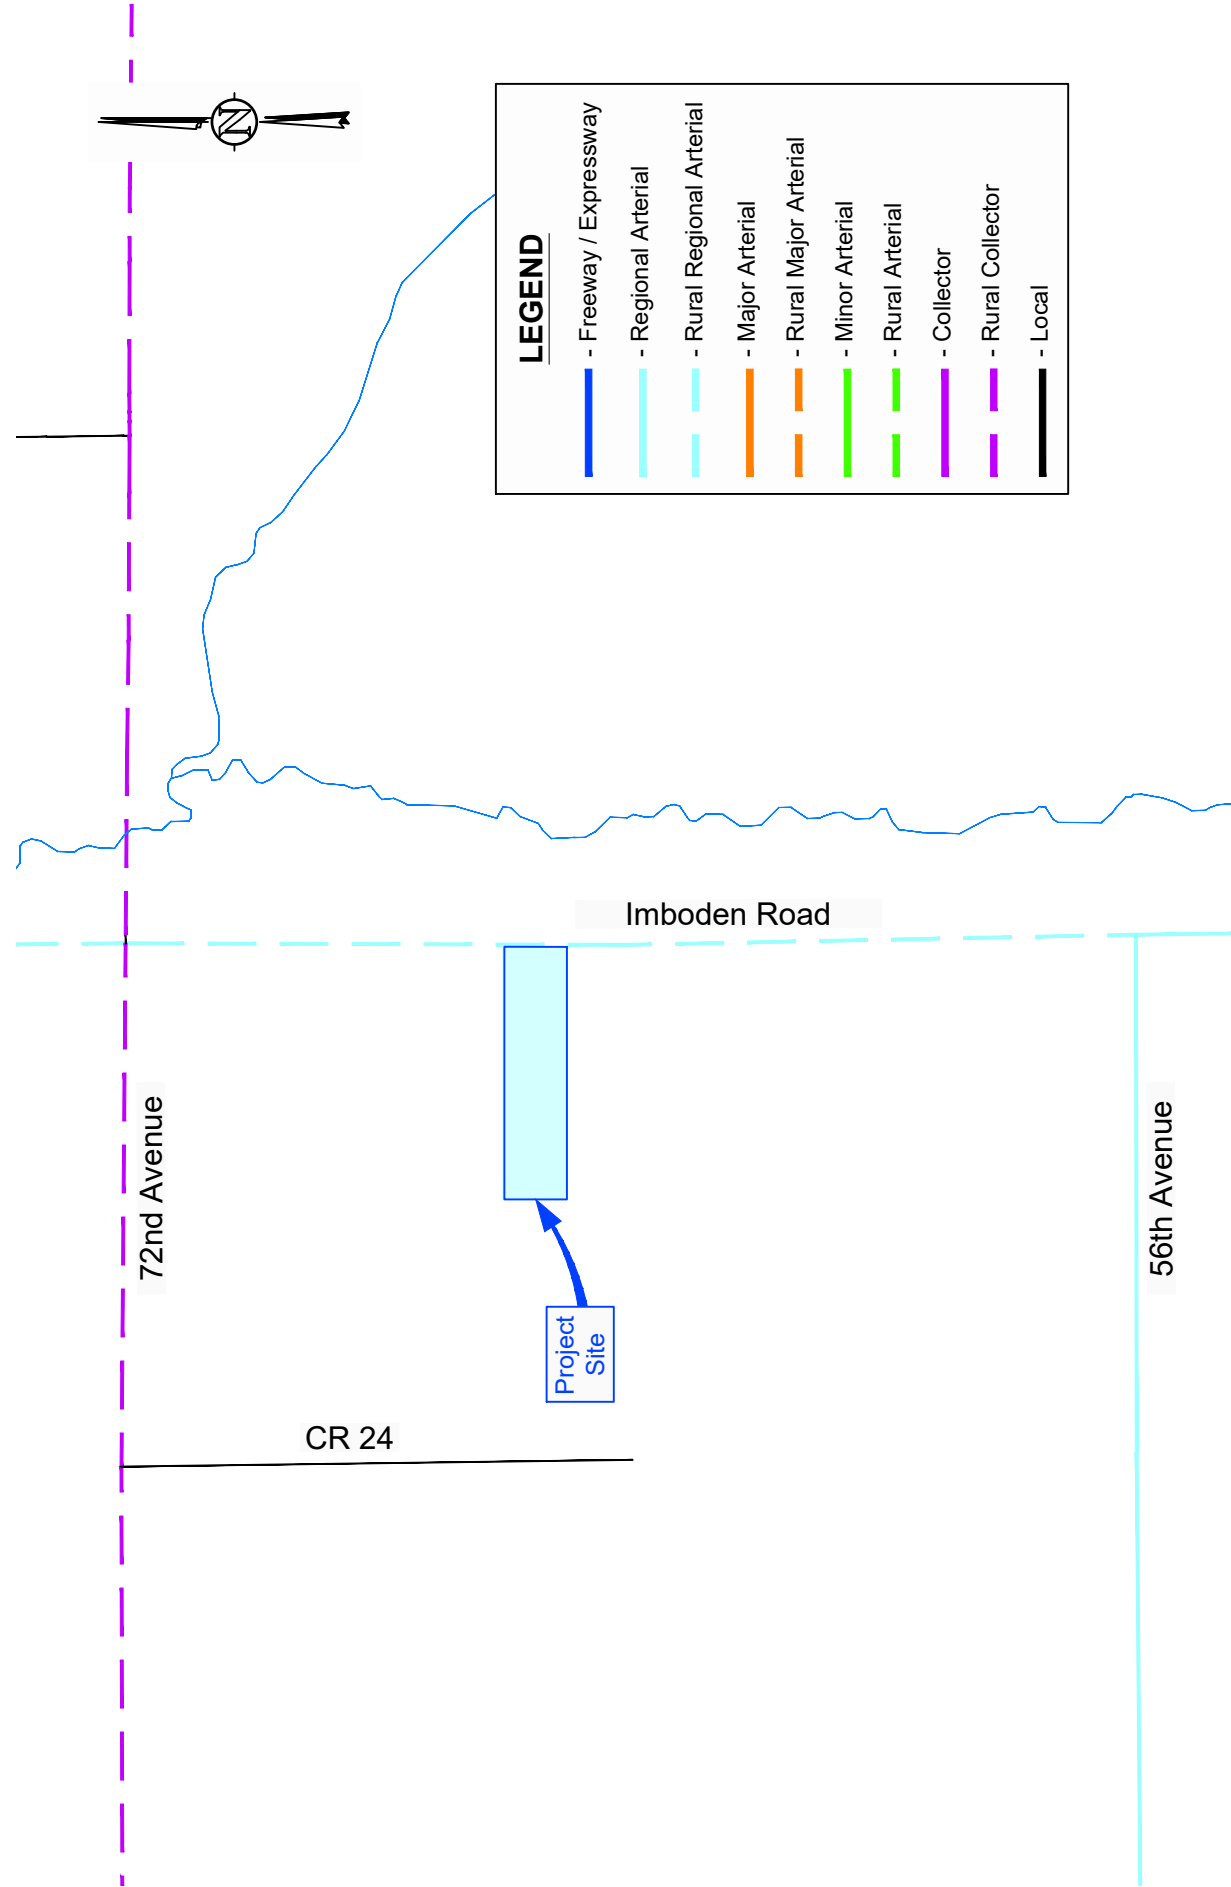 N
LEGEND
- Freeway / Expressway
- Regional Arterial
- Rural Regional Arterial
- Major Arterial
- Rural Major Arterial
- Minor Arterial
- Rural Arterial
- Collector
- Rural Collector
- Local
Imboden Road
72nd Avenue
56th Avenue
Project
Site
CR 24